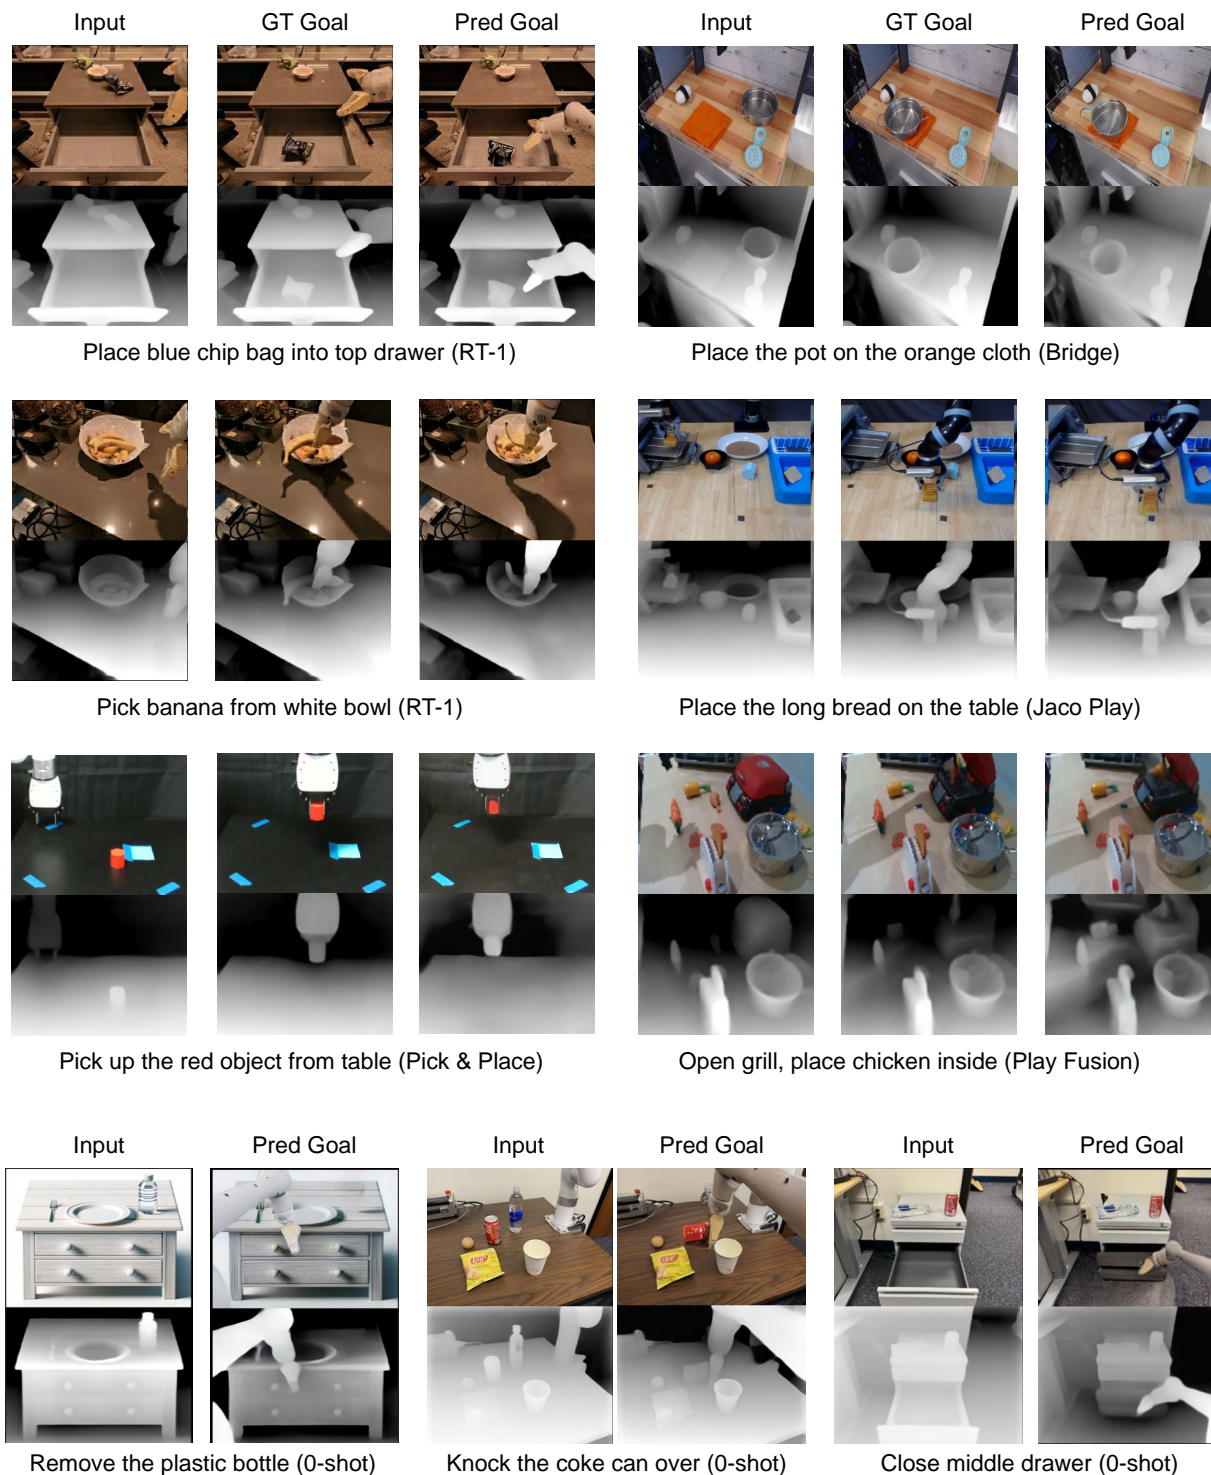 Input GT Goal Pred Goal Input GT Goal Pred Goal
Place blue chip bag into top drawer (RT-1)
Place the pot on the orange cloth (Bridge)
Pick banana from white bowl (RT-1)
Place the long bread on the table (Jaco Play)
Pick up the red object from table (Pick & Place)
Open grill, place chicken inside (Play Fusion)
Input Pred Goal Input Pred Goal Input Pred Goal
Remove the plastic bottle (0-shot)
Knock the coke can over (0-shot)
Close middle drawer (0-shot)